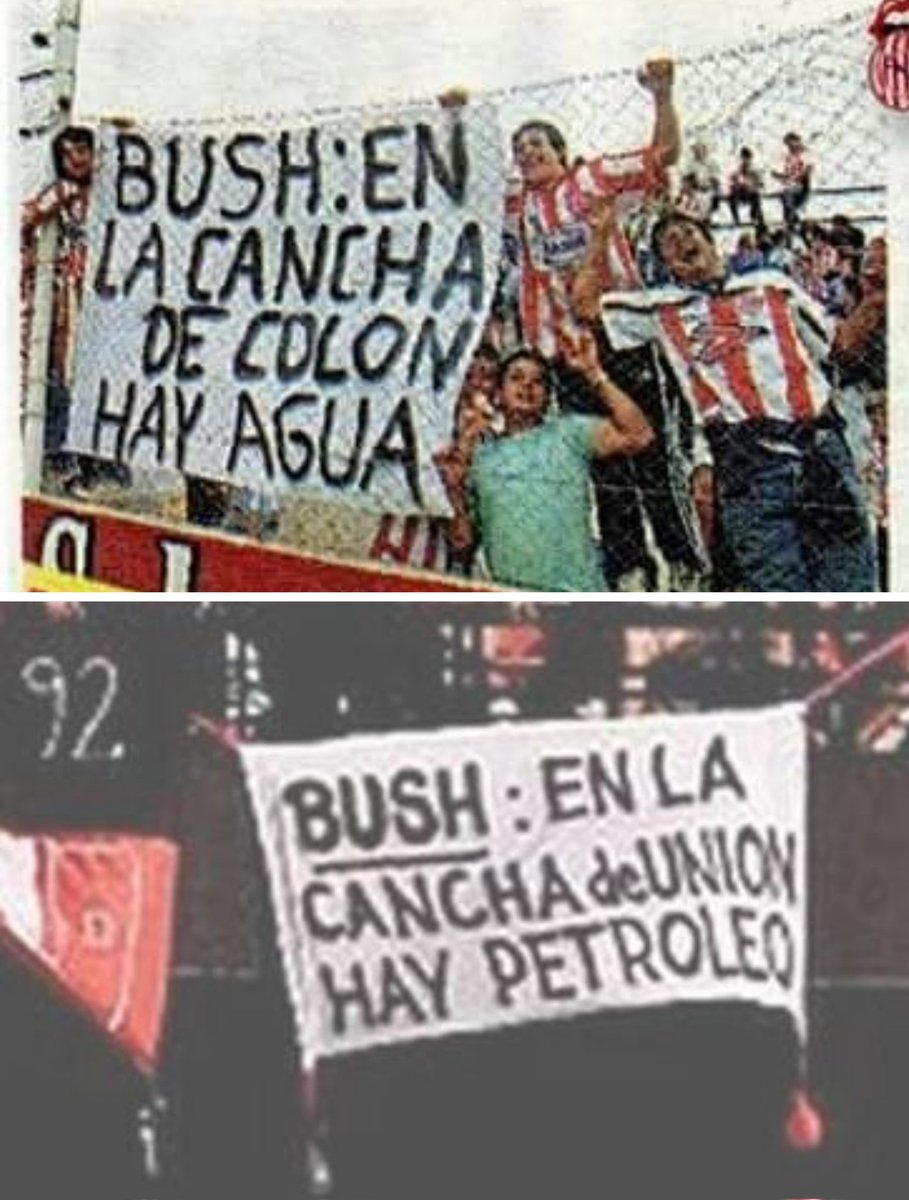 BUSH: EN
LA CANCHA
DE COLON
HAY AGUA
92
BUSH: EN LA
CANCHA de UNION
HAY PETROLEO